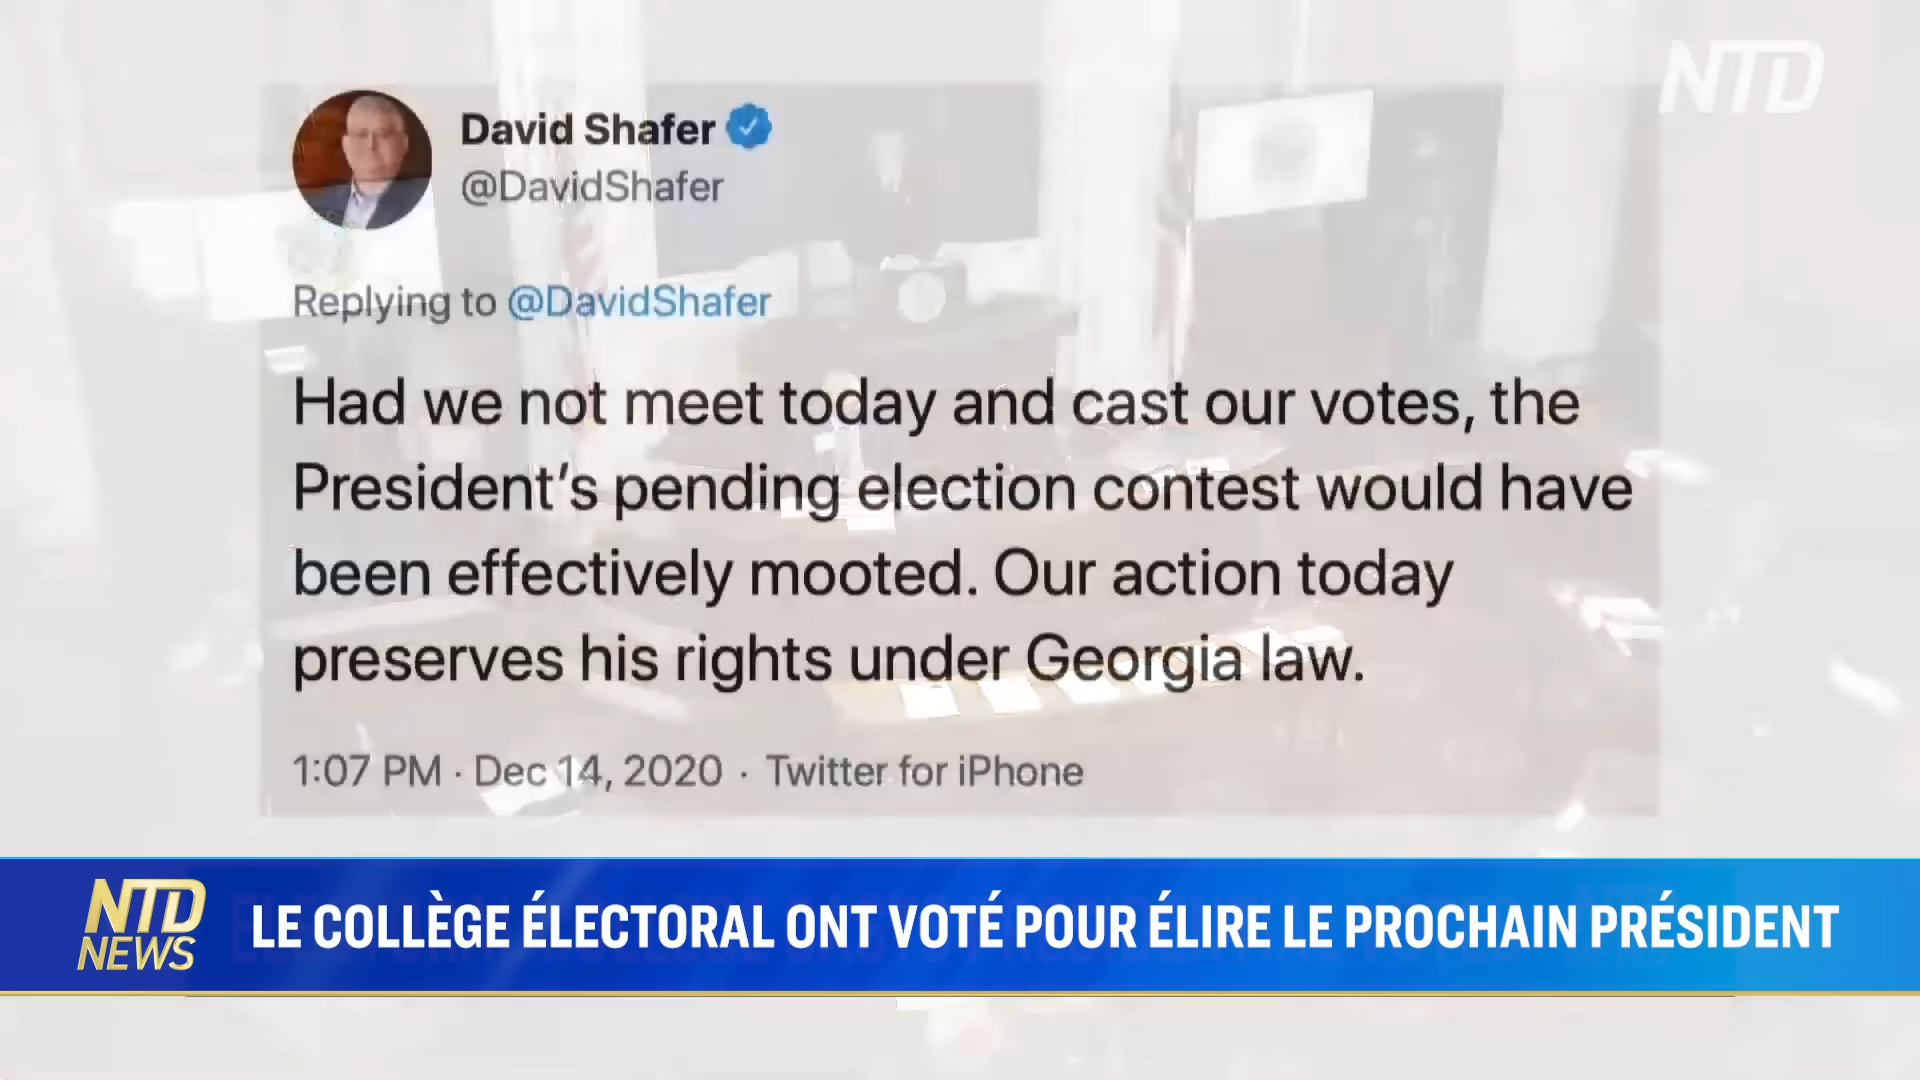 NTD
David Shafer
@DavidShafer
Replying to @DavidShafer
Had we not meet today and cast our votes, the
President's pending election contest would have
been effectively mooted. Our action today
preserves his rights under Georgia law.
1:07 PM · Dec 14, 2020 · Twitter for iPhone
NTD
NEWS
LE COLLÈGE ÉLECTORAL ONT VOTÉ POUR ÉLIRE LE PROCHAIN PRÉSIDENT